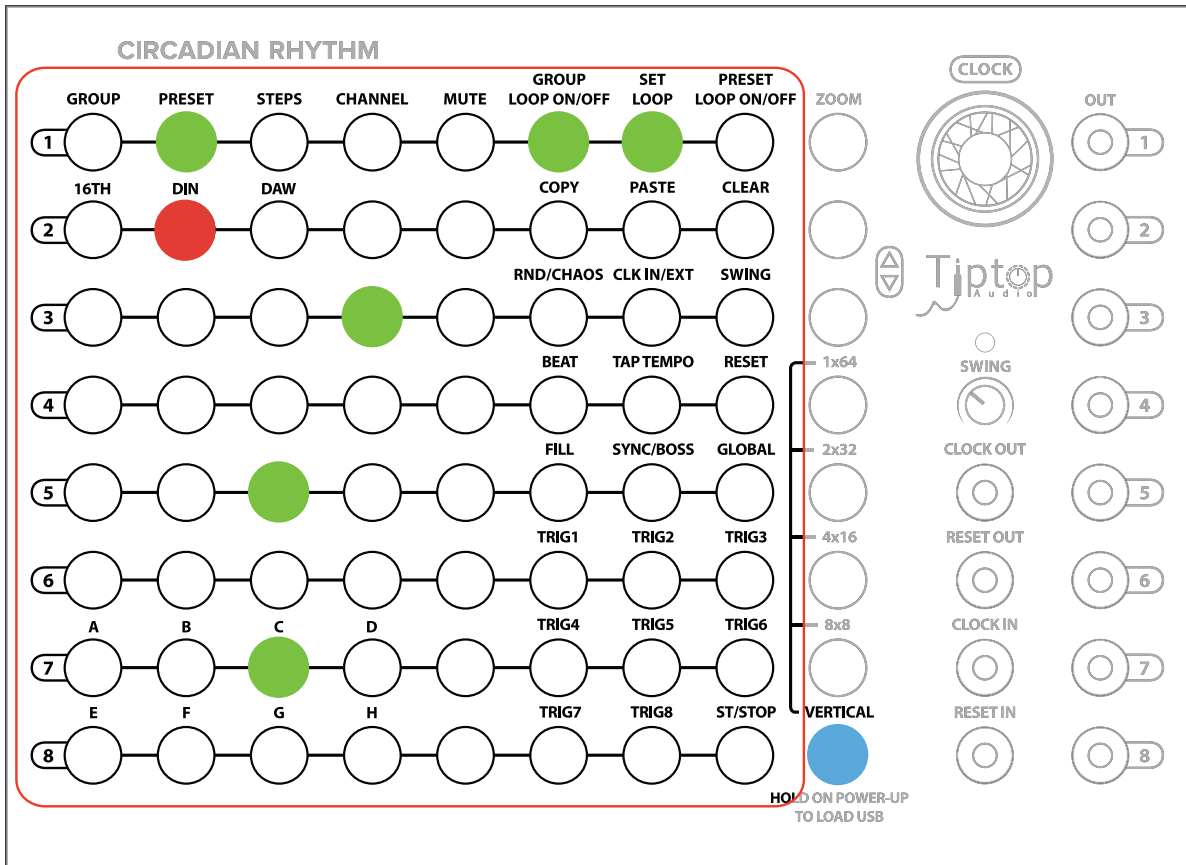 CIRCADIAN RHYTHM
CLOCK
GROUP PRESET STEPS CHANNEL MUTE GROUP LOOP ON/OFF SET LOOP PRESET LOOP ON/OFF ZOOM OUT
1 1
16TH DIN DAW COPY PASTE CLEAR
2 2
RND/CHAOS CLK IN/EXT SWING
Tiptop
Audio
3 3
BEAT TAP TEMPO RESET 1x64 SWING
4 4
FILL SYNC/BOSS GLOBAL 2x32 CLOCK OUT
5 5
TRIG1 TRIG2 TRIG3 4x16 RESET OUT
6 6
A B C D TRIG4 TRIG5 TRIG6 8x8 CLOCK IN
7 7
E F G H TRIG7 TRIG8 ST/STOP VERTICAL RESET IN
8 8
HOLD ON POWER-UP
TO LOAD USB